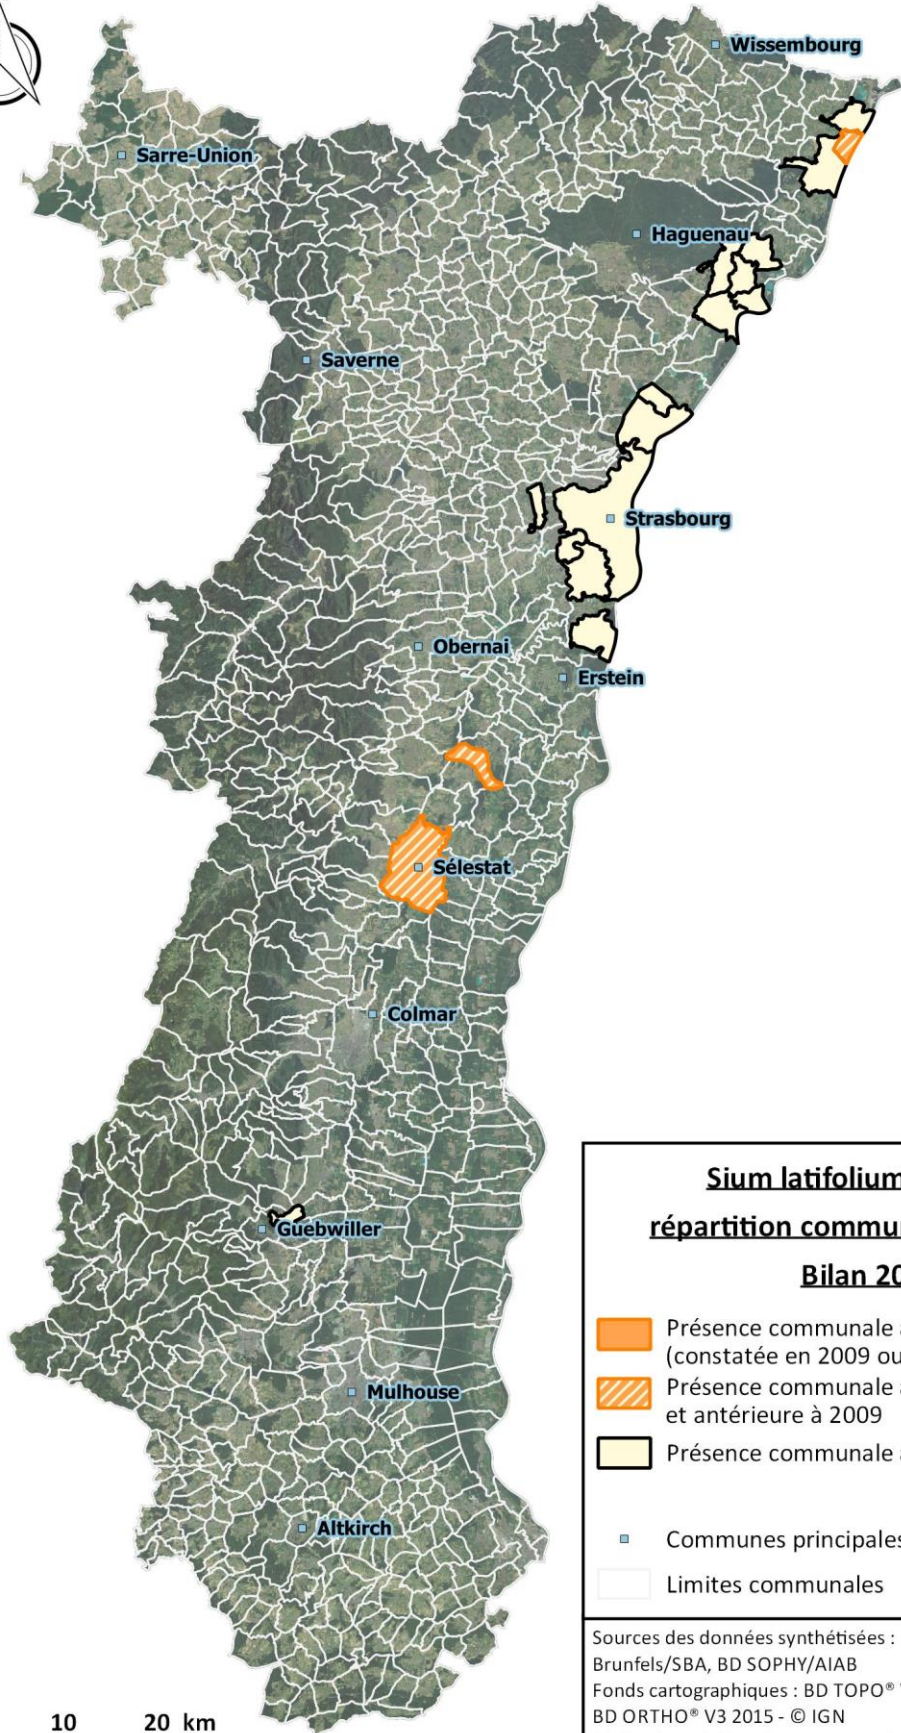 Wissembourg
Sarre-Union
Haguenau
Saverne
Strasbourg
Obernai
Erstein
Sélestat
Colmar
Guebwiller
Mulhouse
Altkirch
10 20 km
Sium latifolium
répartition commu
Bilan 20
Présence communale
(constatée en 2009 ou
Présence communale
et antérieure à 2009
Présence communale
Communes principales
Limites communales
Sources des données synthétisées :
Brunfels/SBA, BD SOPHY/AIAB
Fonds cartographiques : BD TOPO®
BD ORTHO® V3 2015 - © IGN